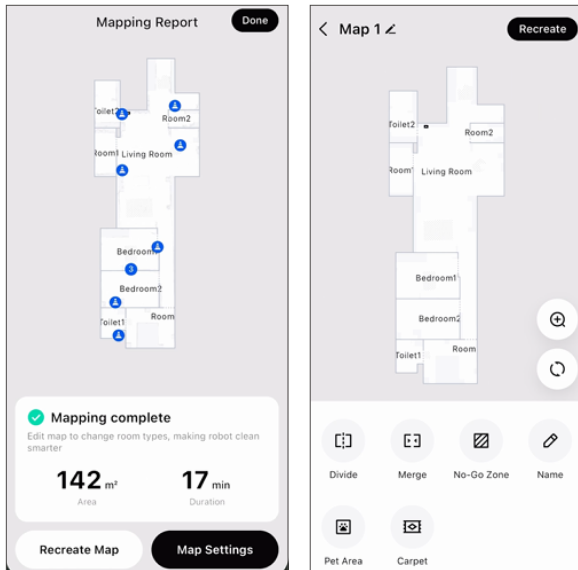 Mapping Report
Done
Toilet2
Room2
Room1
Living Room
Bedroom1
3
Bedroom2
Toilet1
Room
Mapping complete
Edit map to change room types, making robot clean
smarter
142 m²
17 min
Area
Duration
Recreate Map
Map Settings
Map 1
Recreate
Toilet2
Room2
Room1
Living Room
Bedroom1
Bedroom2
Toilet1
Room
Divide
Merge
No-Go Zone
Name
Pet Area
Carpet